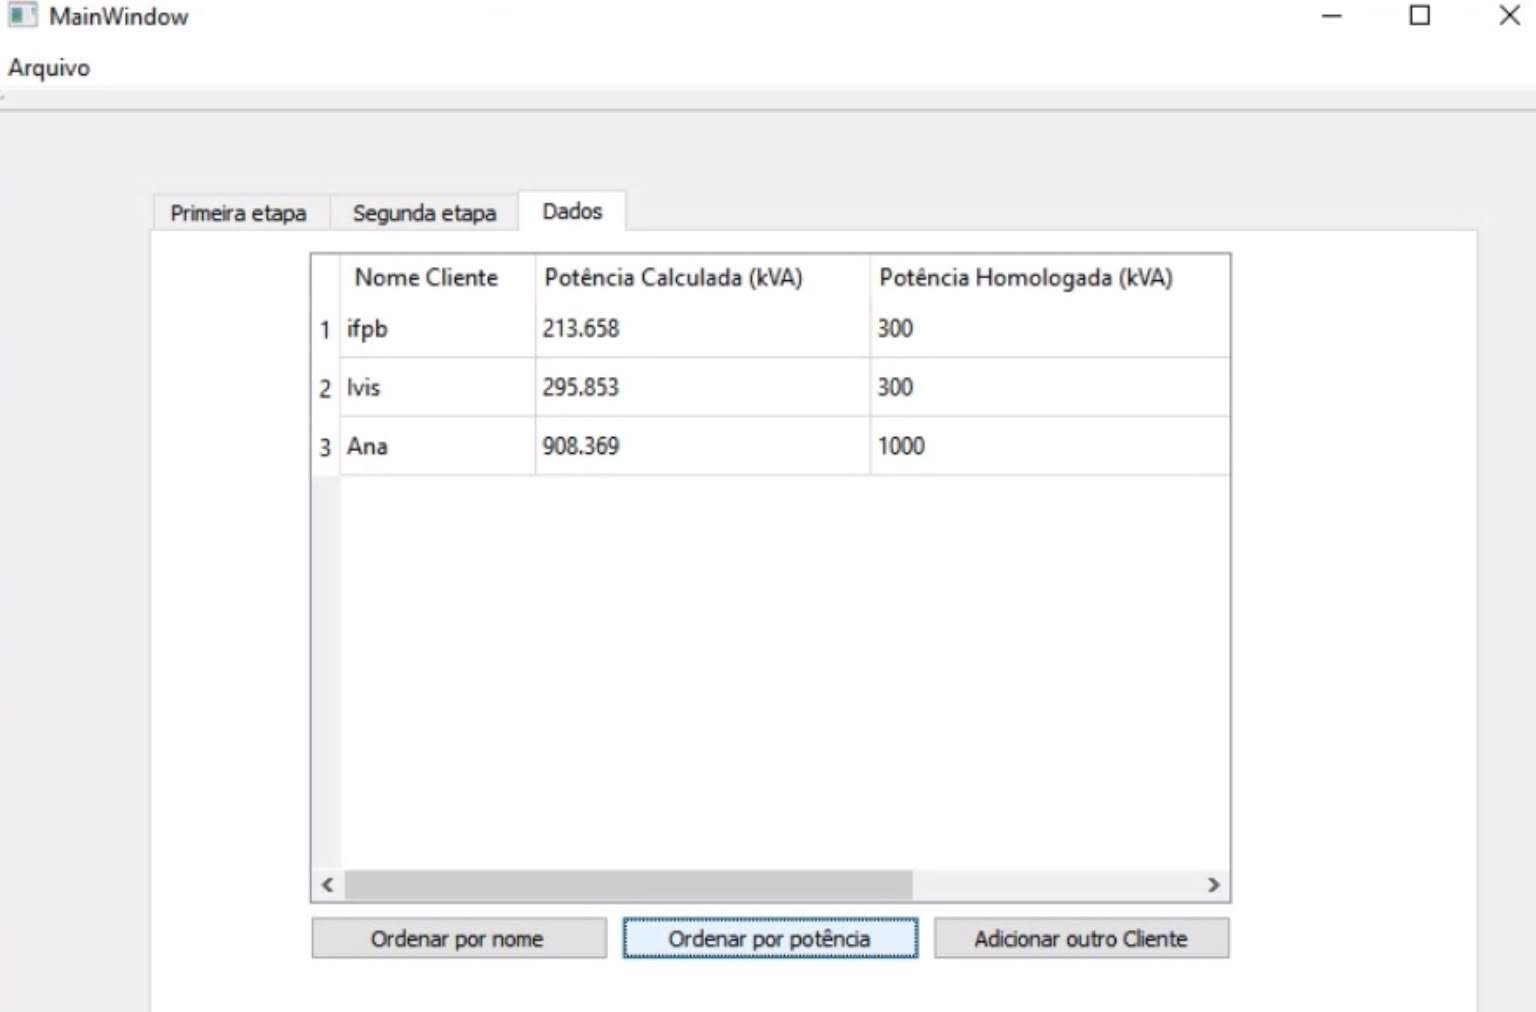 MainWindow
Arquivo
Primeira etapa Segunda etapa Dados
Nome Cliente Potência Calculada (kVA) Potência Homologada (kVA)
1 ifpb 213.658 300
2 Ivis 295.853 300
3 Ana 908.369 1000
Ordenar por nome Ordenar por potência Adicionar outro Cliente